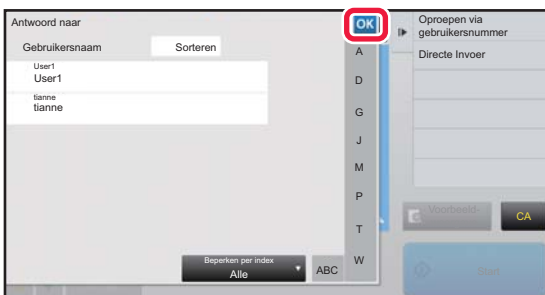 Antwoord naar
OK
Gebruikersnaam
Sorteren
User1
User1
tianne
tianne
A
D
G
J
M
P
T
W
Beperken per index
Alle
ABC
Oproepen via
gebruikersnummer
Directe Invoer
Voorbeeld-
CA
Start